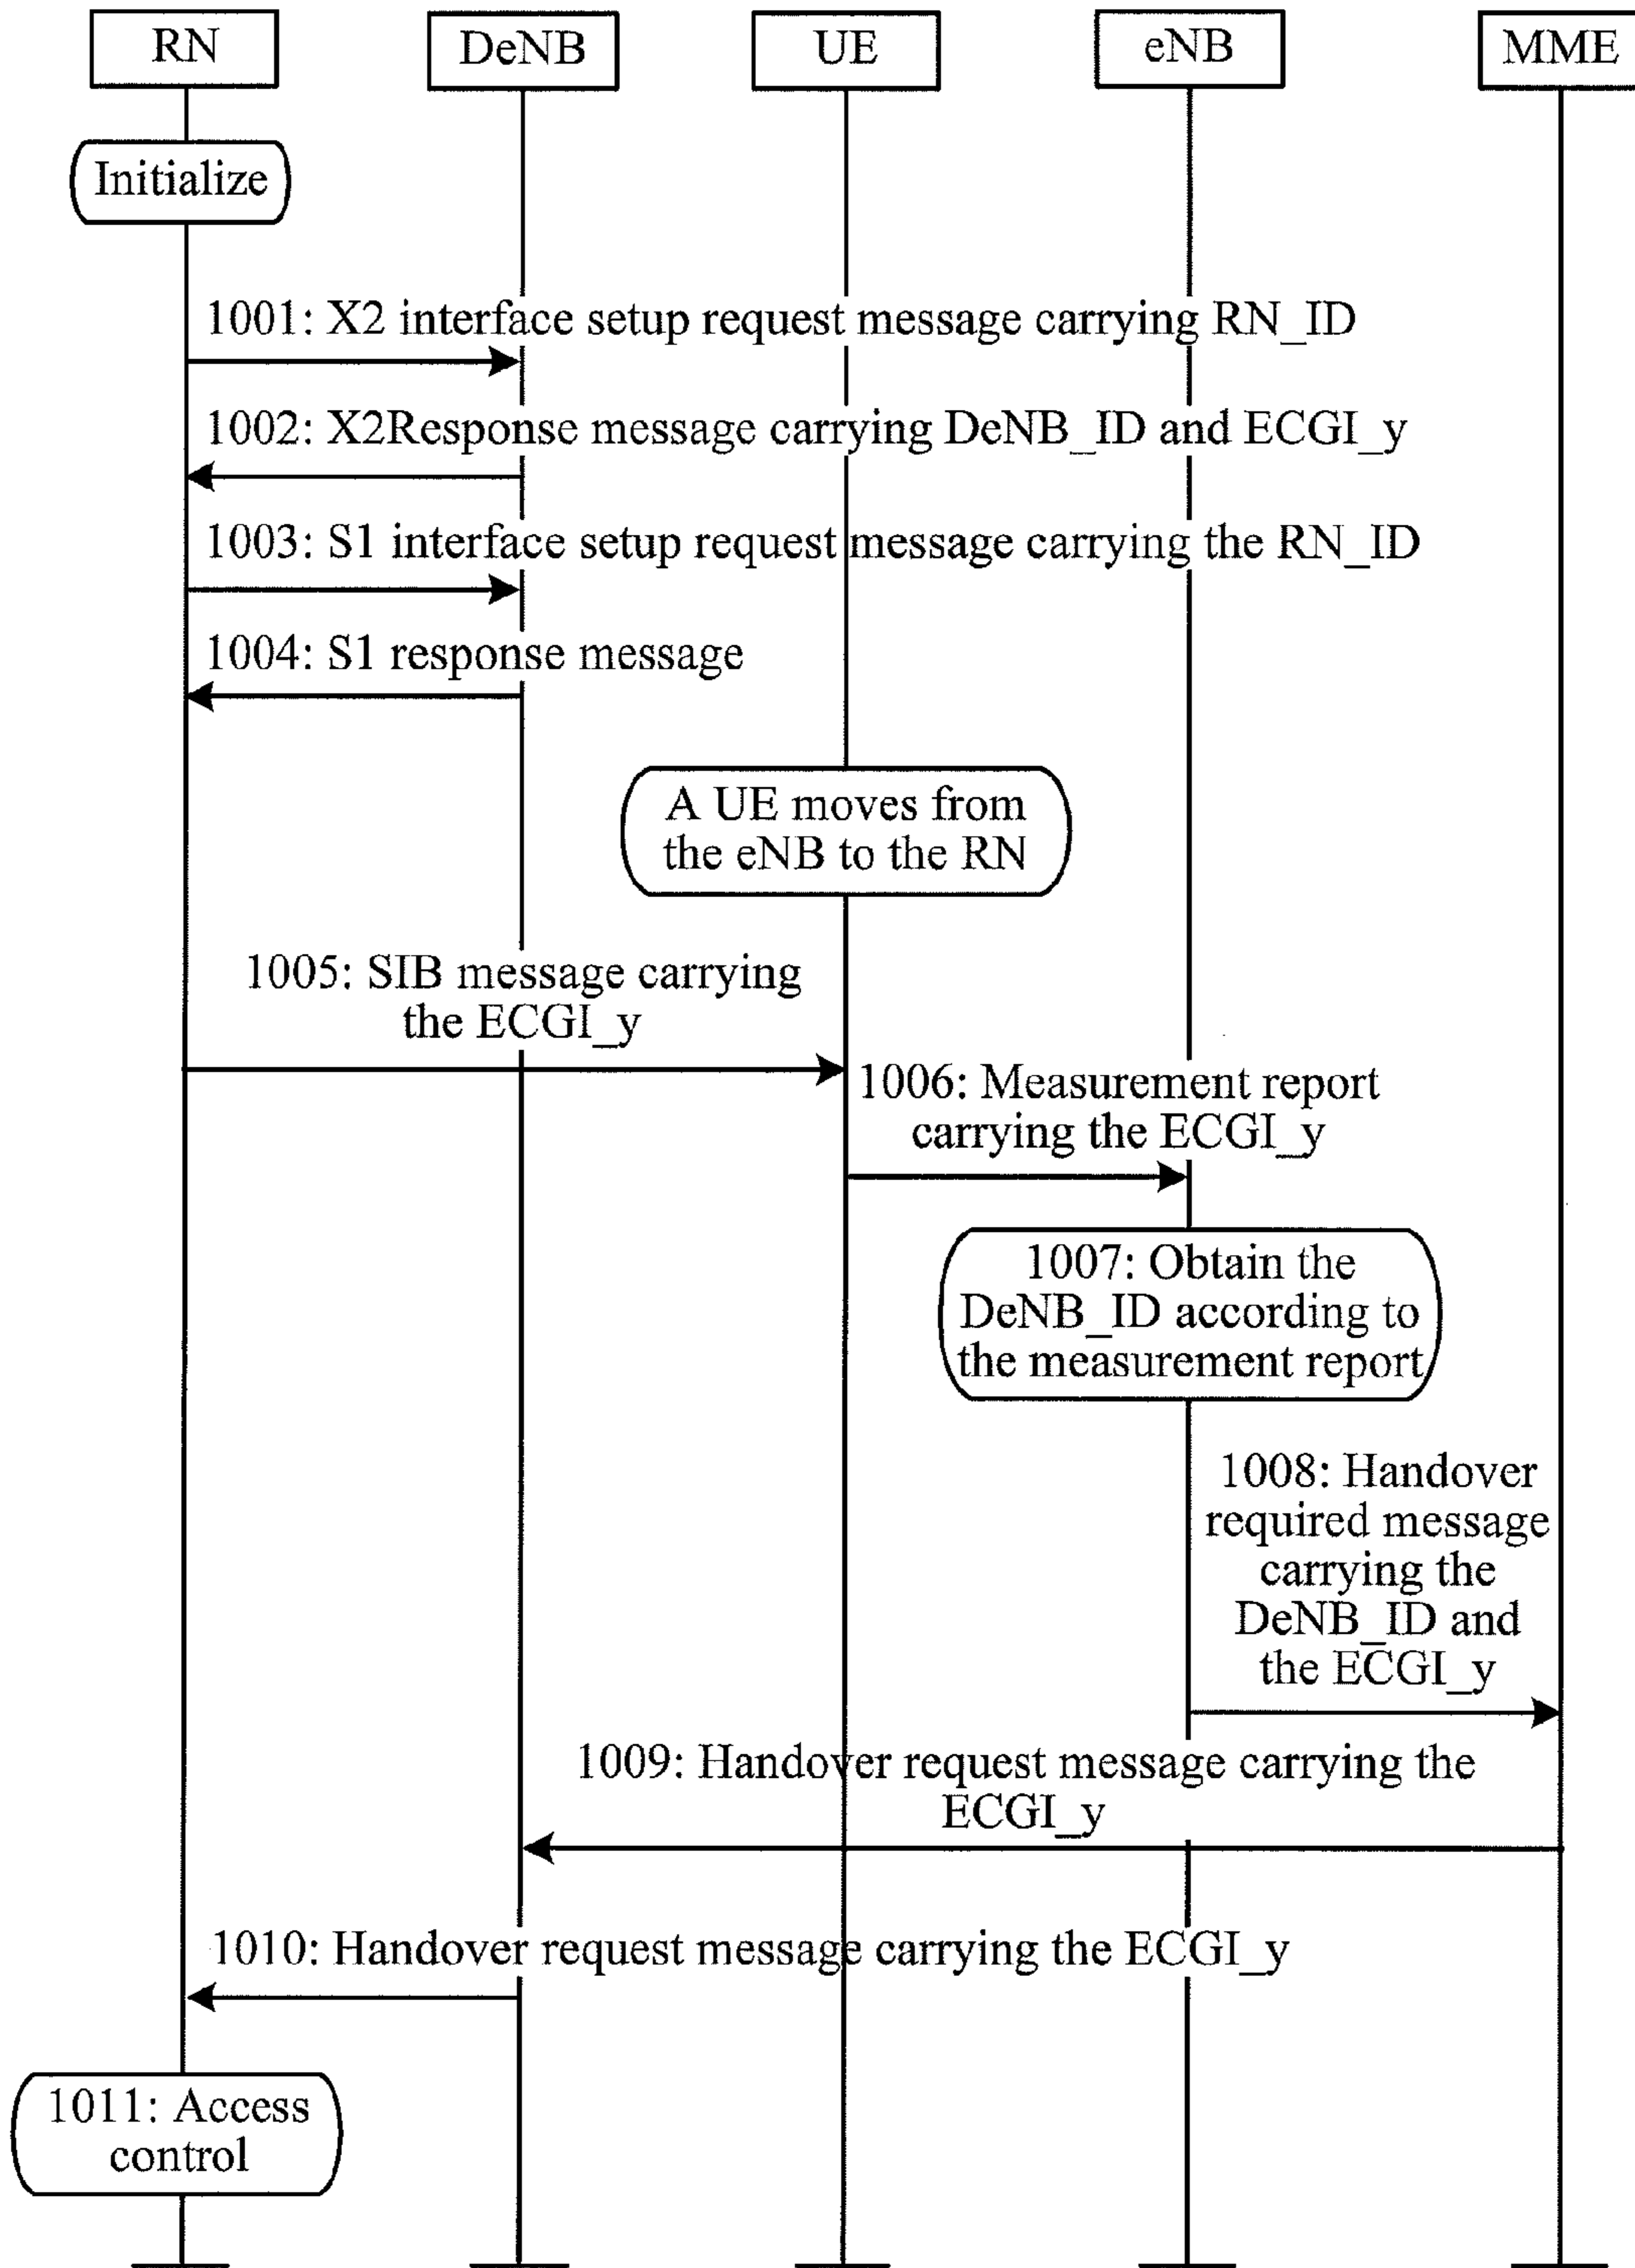 RN DeNB UE eNB MME
Initialize
1001: X2 interface setup request message carrying RN_ID
1002: X2Response message carrying DeNB_ID and ECGI_y
1003: S1 interface setup request message carrying the RN_ID
1004: S1 response message
A UE moves from
the eNB to the RN
1005: SIB message carrying
the ECGI_y
1006: Measurement report
carrying the ECGI_y
1007: Obtain the
DeNB_ID according to
the measurement report
1008: Handover
required message
carrying the
DeNB_ID and
the ECGI_y
1009: Handover request message carrying the
ECGI_y
1010: Handover request message carrying the ECGI_y
1011: Access
control